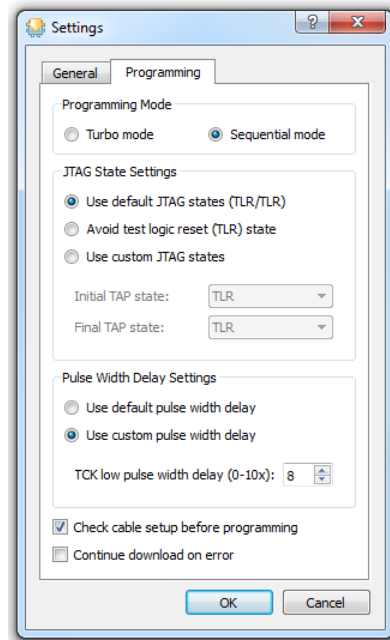 Settings
General Programming
Programming Mode
Turbo mode Sequential mode
JTAG State Settings
Use default JTAG states (TLR/TLR)
Avoid test logic reset (TLR) state
Use custom JTAG states
Initial TAP state: TLR
Final TAP state: TLR
Pulse Width Delay Settings
Use default pulse width delay
Use custom pulse width delay
TCK low pulse width delay (0-10x): 8
Check cable setup before programming
Continue download on error
OK Cancel